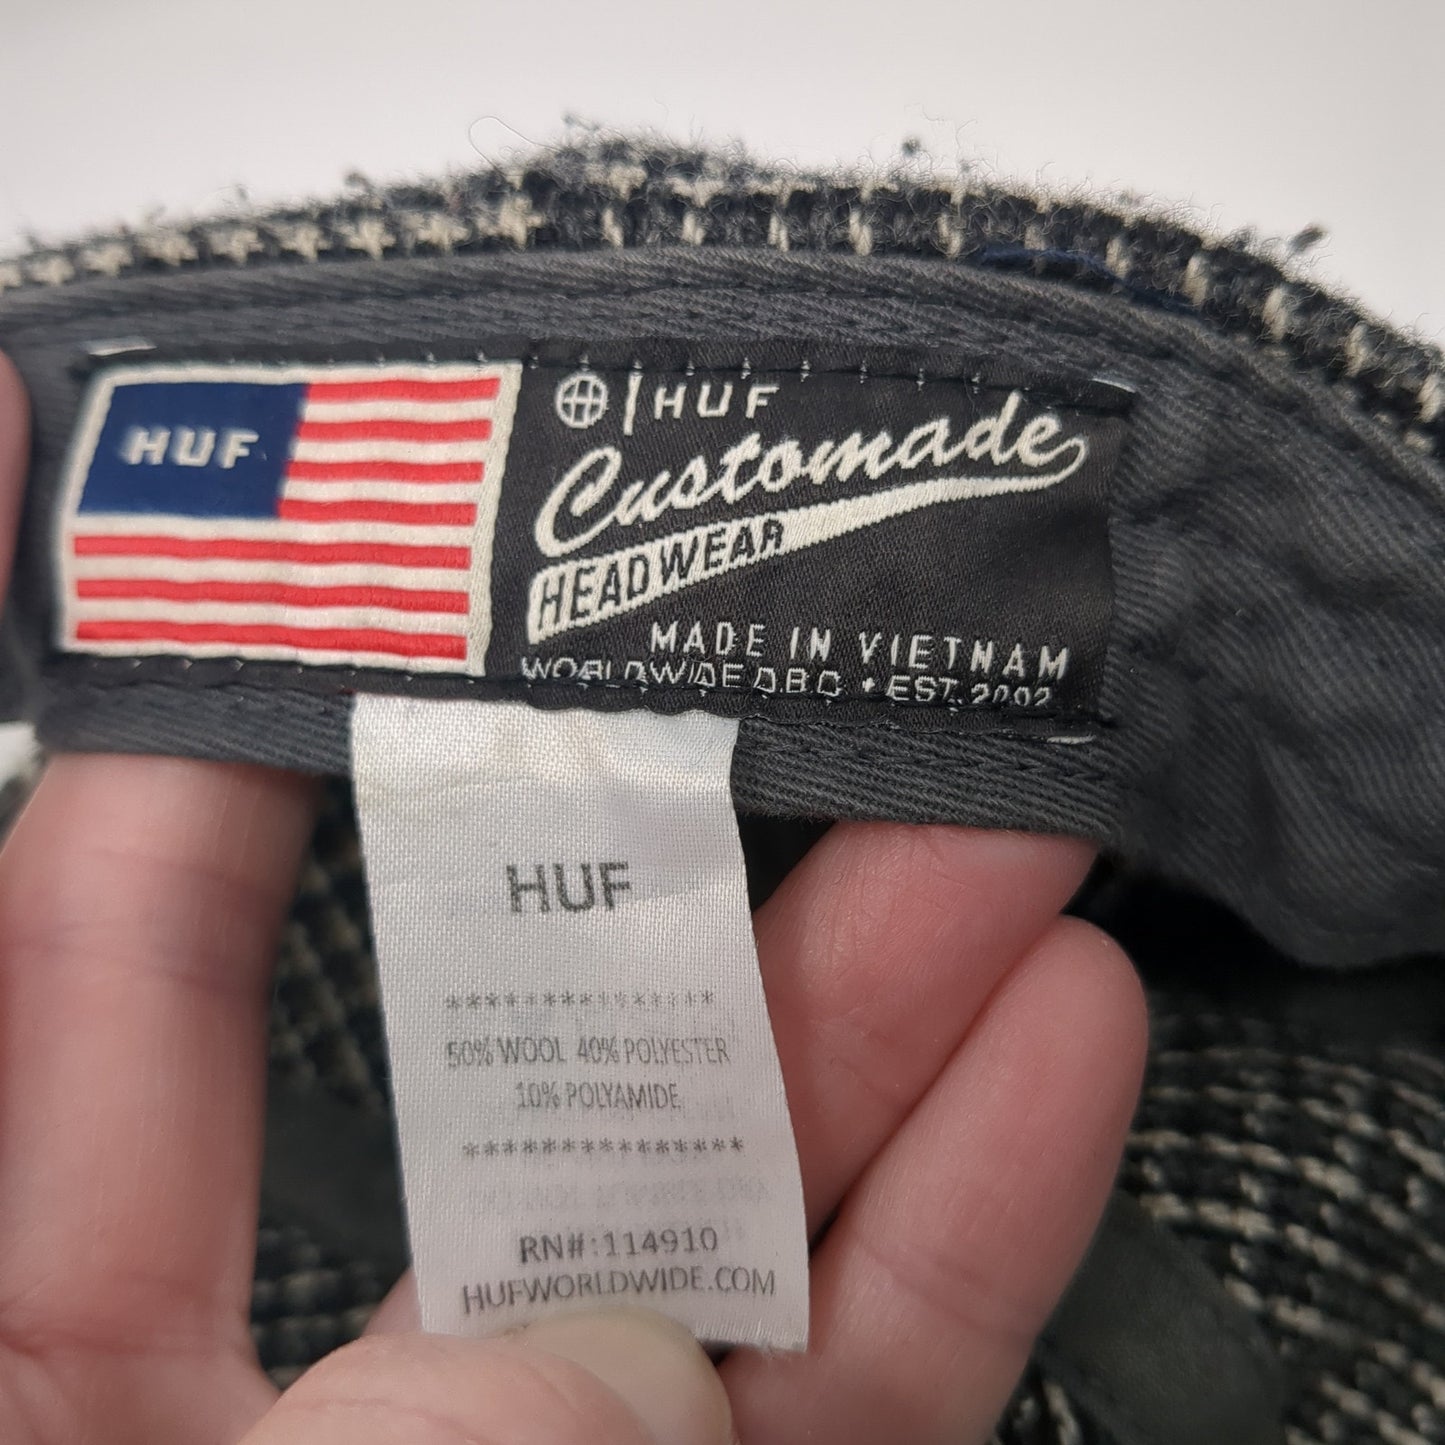 HUF
HUF
Customade
HEADWEAR
MADE IN VIETNAM
WORLDWIDE D.B.C • EST. 2002
HUF
***************
50% WOOL 40% POLYESTER
10% POLYAMIDE
***************
RN#:114910
HUFWORLDWIDE.COM